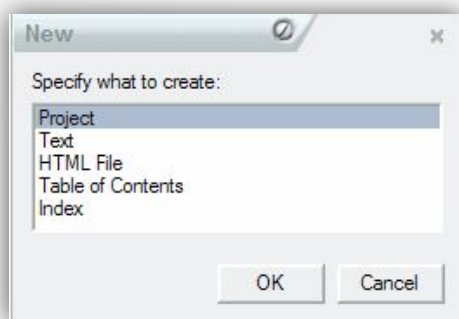 New
Specify what to create:
Project
Text
HTML File
Table of Contents
Index
OK Cancel